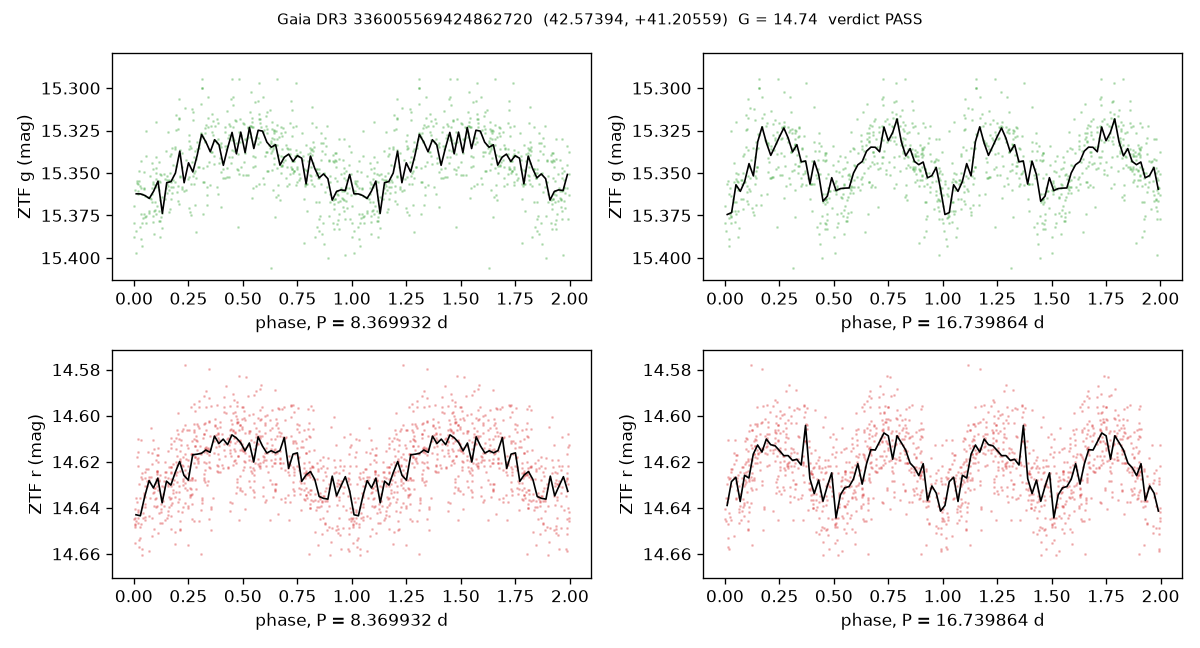 Gaia DR3 336005569424862720 (42.57394, +41.20559) G = 14.74 verdict PASS
ZTF g (mag)
15.300
15.325
15.350
15.375
15.400
0.00 0.25 0.50 0.75 1.00 1.25 1.50 1.75 2.00
phase, P = 8.369932 d
ZTF g (mag)
15.300
15.325
15.350
15.375
15.400
0.00 0.25 0.50 0.75 1.00 1.25 1.50 1.75 2.00
phase, P = 16.739864 d
ZTF r (mag)
14.58
14.60
14.62
14.64
14.66
0.00 0.25 0.50 0.75 1.00 1.25 1.50 1.75 2.00
phase, P = 8.369932 d
ZTF r (mag)
14.58
14.60
14.62
14.64
14.66
0.00 0.25 0.50 0.75 1.00 1.25 1.50 1.75 2.00
phase, P = 16.739864 d